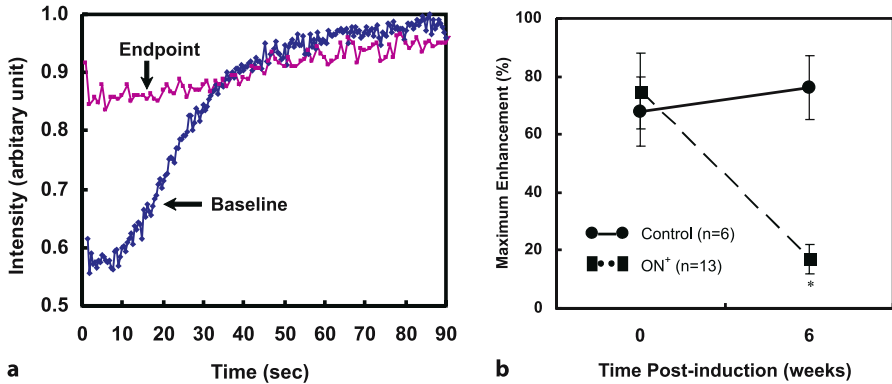 1.0
0.9
0.8
0.7
0.6
0.5
Intensity (arbitary unit)
Endpoint
Baseline
0 10 20 30 40 50 60 70 80 90
Time (sec)
a
100
80
60
40
20
0
Maximum Enhancement (%)
Control (n=6)
ON+ (n=13)
*
0 6
Time Post-induction (weeks)
b